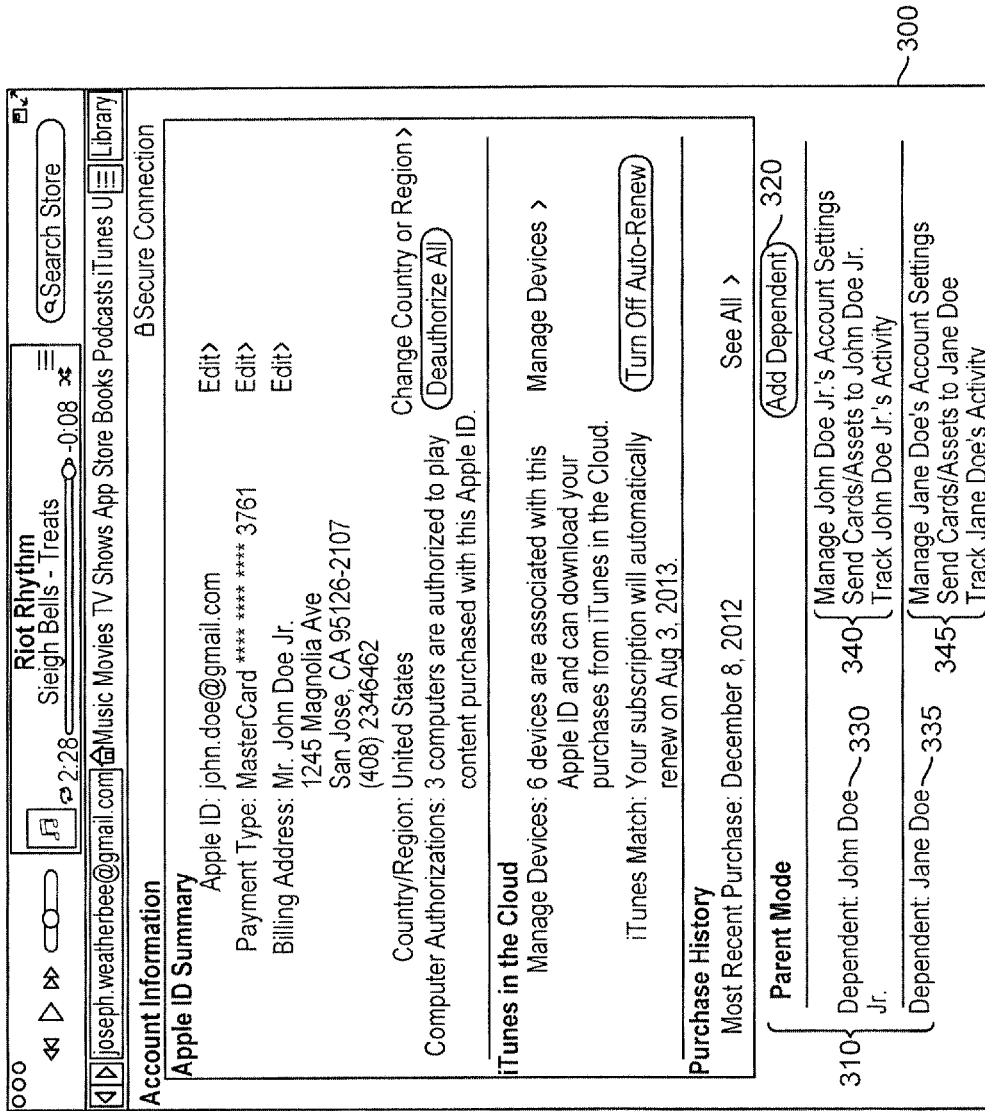 Riot Rhythm
Sleigh Bells - Treats
2:28
-0:08
Search Store
joseph.weatherbee@gmail.com Music Movies TV Shows App Store Books Podcasts iTunes U Library
Account Information
Secure Connection
Apple ID Summary
Apple ID: john.doe@gmail.com Edit>
Payment Type: MasterCard **** **** **** 3761 Edit>
Billing Address: Mr. John Doe Jr. Edit>
1245 Magnolia Ave
San Jose, CA 95126-2107
(408) 2346462
Country/Region: United States Change Country or Region>
Computer Authorizations: 3 computers are authorized to play Deauthorize All
content purchased with this Apple ID.
iTunes in the Cloud
Manage Devices: 6 devices are associated with this Manage Devices >
Apple ID and can download your
purchases from iTunes in the Cloud.
iTunes Match: Your subscription will automatically Turn Off Auto-Renew
renew on Aug 3, 2013.
Purchase History
Most Recent Purchase: December 8, 2012 See All >
Parent Mode Add Dependent 320
310 Dependent: John Doe 330
Jr.
340 Manage John Doe Jr.'s Account Settings
Send Cards/Assets to John Doe Jr.
Track John Doe Jr.'s Activity
Dependent: Jane Doe 335
345 Manage Jane Doe's Account Settings
Send Cards/Assets to Jane Doe
Track Jane Doe's Activity
300